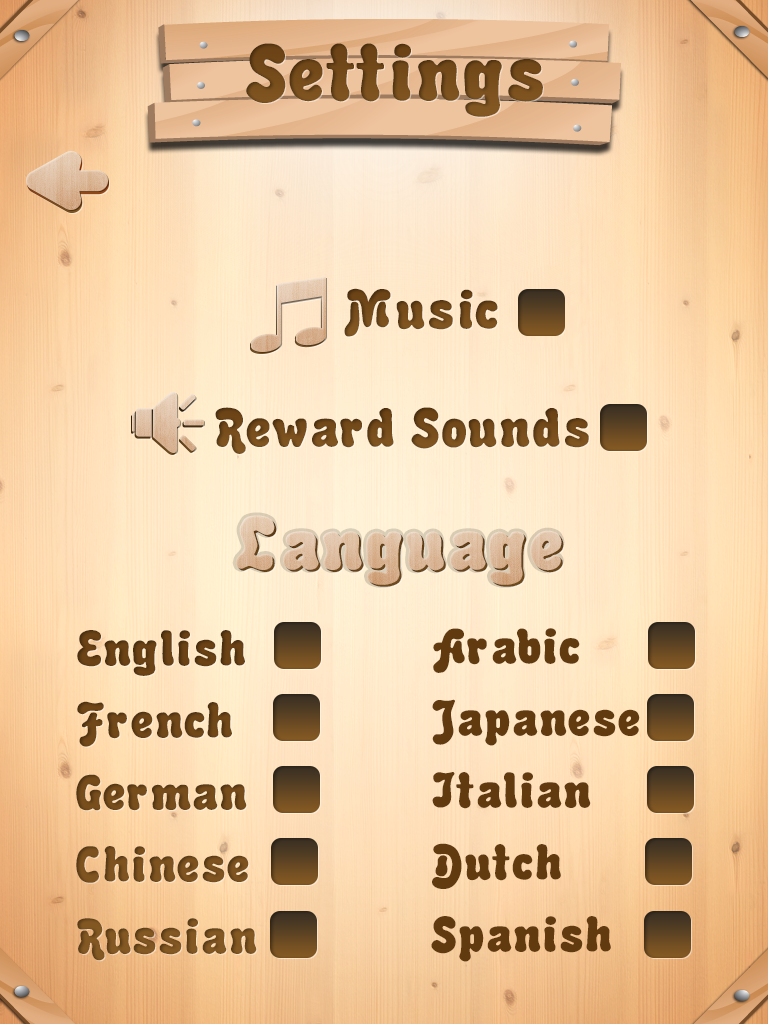 Settings
Music
Reward Sounds
Language
English
French
German
Chinese
Russian
Arabic
Japanese
Italian
Dutch
Spanish